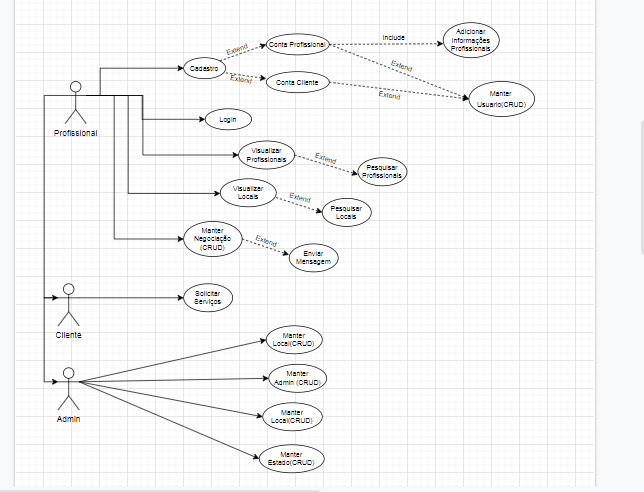 Adicionar
Informações
Profissionais
Include
Conta Profissional
Extend
Cadastro
Extend
Extend
Conta Cliente
Extend
Manter
Usuario(CRUD)
Login
Profissional
Visualizar
Profissionais
Extend
Pesquisar
Profissionais
Visualizar
Locais
Extend
Pesquisar
Locais
Manter
Negociação
(CRUD)
Extend
Enviar
Mensagem
Solicitar
Serviços
Cliente
Manter
Local(CRUD)
Manter
Admin (CRUD)
Manter
Local(CRUD)
Admin
Manter
Estado(CRUD)